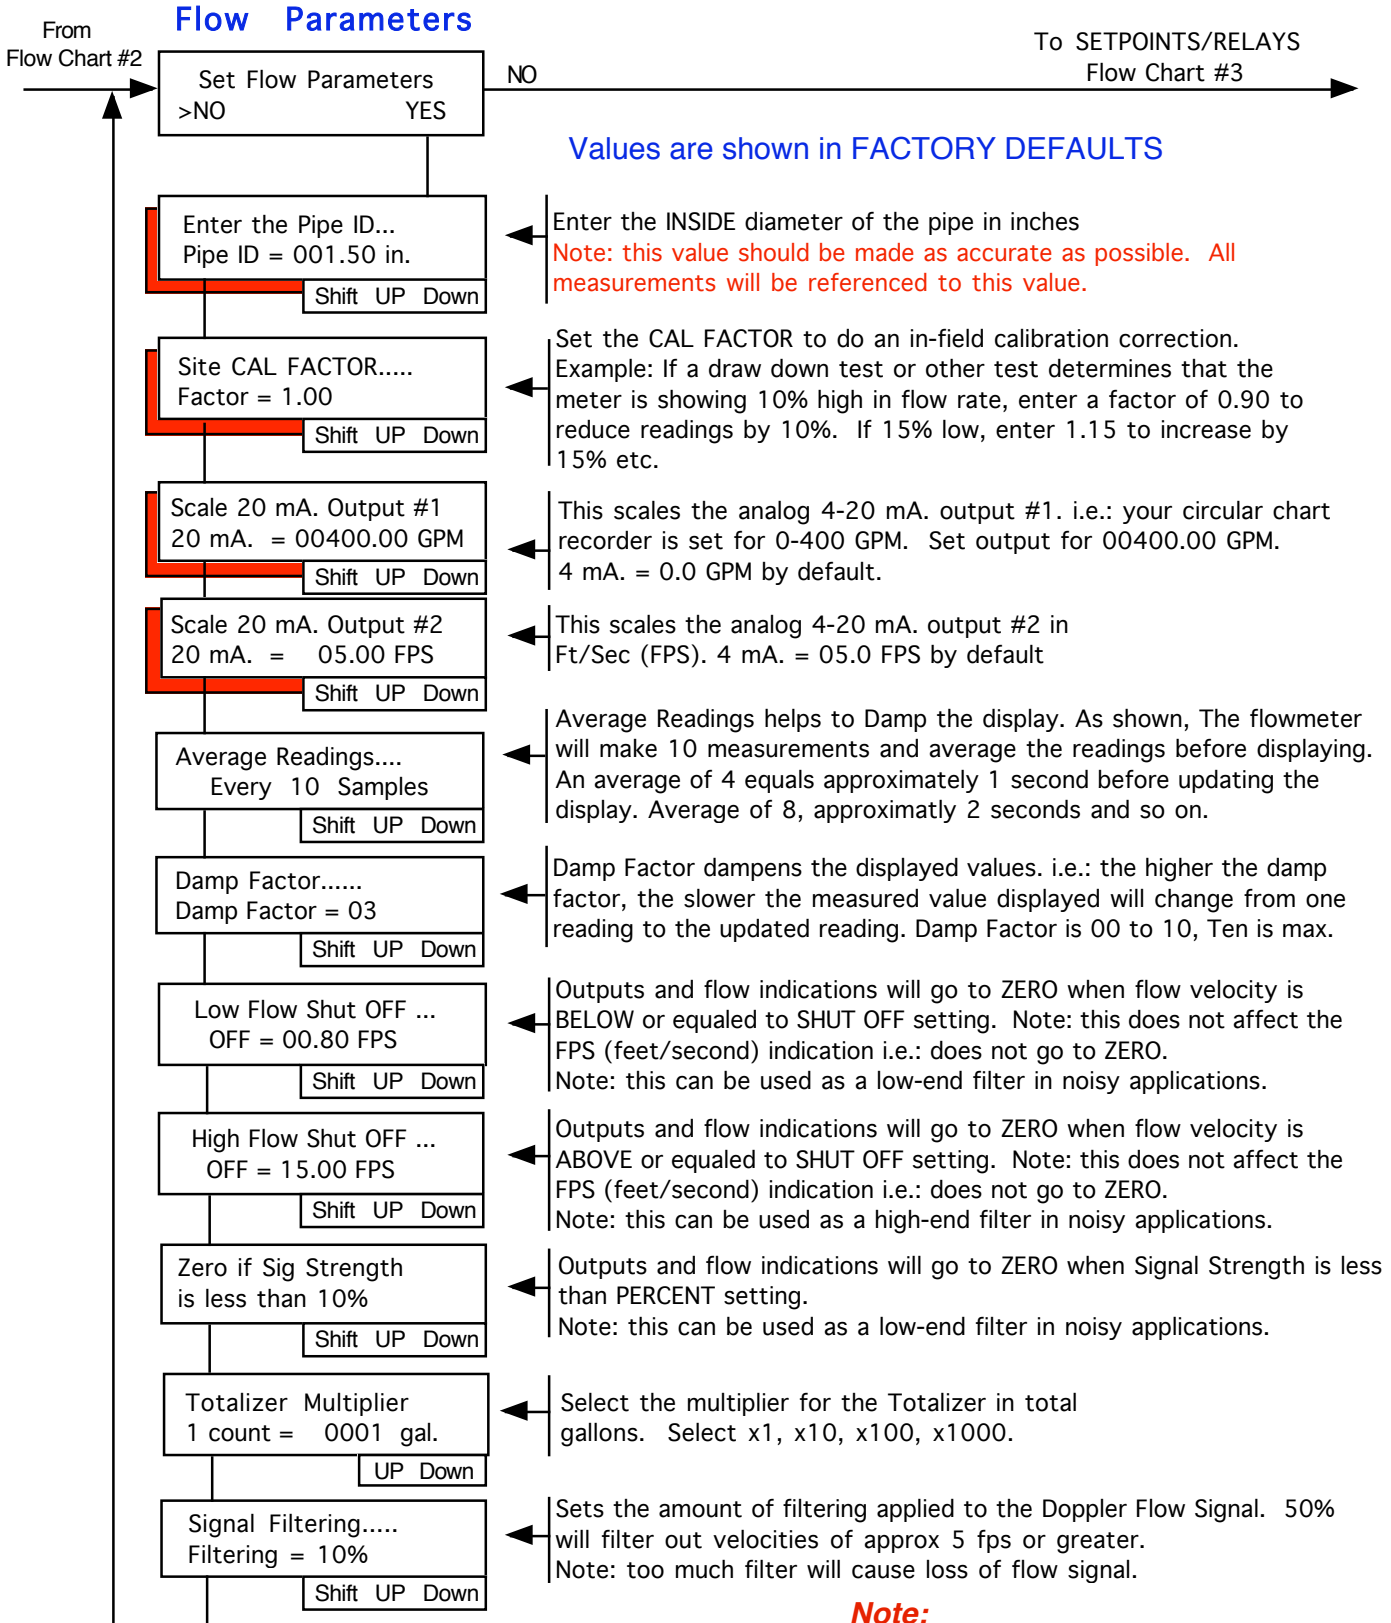 Flow Parameters
From
Flow Chart #2
To SETPOINTS/RELAYS
Flow Chart #3
Set Flow Parameters
>NO YES
NO
Values are shown in FACTORY DEFAULTS
Enter the Pipe ID...
Pipe ID = 001.50 in.
Shift UP Down
Enter the INSIDE diameter of the pipe in inches
Note: this value should be made as accurate as possible. All
measurements will be referenced to this value.
Site CAL FACTOR.....
Factor = 1.00
Shift UP Down
Set the CAL FACTOR to do an in-field calibration correction.
Example: If a draw down test or other test determines that the
meter is showing 10% high in flow rate, enter a factor of 0.90 to
reduce readings by 10%. If 15% low, enter 1.15 to increase by
15% etc.
Scale 20 mA. Output #1
20 mA. = 00400.00 GPM
Shift UP Down
This scales the analog 4-20 mA. output #1. i.e.: your circular chart
recorder is set for 0-400 GPM. Set output for 00400.00 GPM.
4 mA. = 0.0 GPM by default.
Scale 20 mA. Output #2
20 mA. = 05.00 FPS
Shift UP Down
This scales the analog 4-20 mA. output #2 in
Ft/Sec (FPS). 4 mA. = 05.0 FPS by default
Average Readings....
Every 10 Samples
Shift UP Down
Average Readings helps to Damp the display. As shown, The flowmeter
will make 10 measurements and average the readings before displaying.
An average of 4 equals approximately 1 second before updating the
display. Average of 8, approximatly 2 seconds and so on.
Damp Factor......
Damp Factor = 03
Shift UP Down
Damp Factor dampens the displayed values. i.e.: the higher the damp
factor, the slower the measured value displayed will change from one
reading to the updated reading. Damp Factor is 00 to 10, Ten is max.
Low Flow Shut OFF ...
OFF = 00.80 FPS
Shift UP Down
Outputs and flow indications will go to ZERO when flow velocity is
BELOW or equaled to SHUT OFF setting. Note: this does not affect the
FPS (feet/second) indication i.e.: does not go to ZERO.
Note: this can be used as a low-end filter in noisy applications.
High Flow Shut OFF ...
OFF = 15.00 FPS
Shift UP Down
Outputs and flow indications will go to ZERO when flow velocity is
ABOVE or equaled to SHUT OFF setting. Note: this does not affect the
FPS (feet/second) indication i.e.: does not go to ZERO.
Note: this can be used as a high-end filter in noisy applications.
Zero if Sig Strength
is less than 10%
Shift UP Down
Outputs and flow indications will go to ZERO when Signal Strength is less
than PERCENT setting.
Note: this can be used as a low-end filter in noisy applications.
Totalizer Multiplier
1 count = 0001 gal.
UP Down
Select the multiplier for the Totalizer in total
gallons. Select x1, x10, x100, x1000.
Signal Filtering.....
Filtering = 10%
Shift UP Down
Sets the amount of filtering applied to the Doppler Flow Signal. 50%
will filter out velocities of approx 5 fps or greater.
Note: too much filter will cause loss of flow signal.
Note: